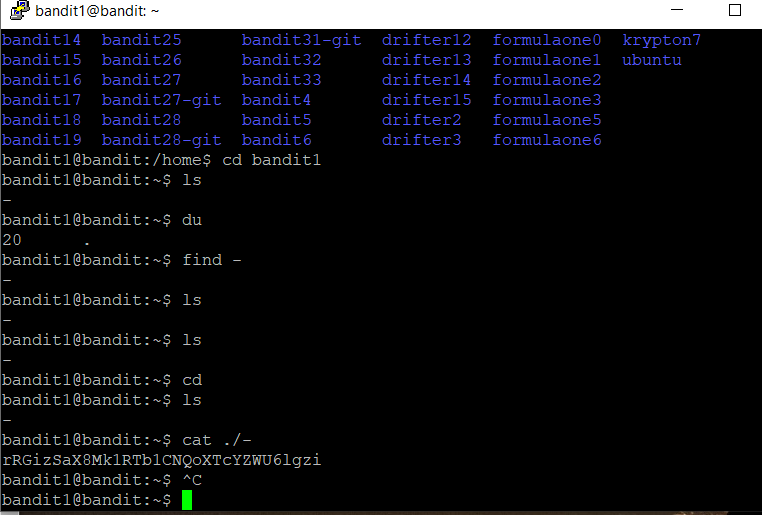 bandit1@bandit: ~
bandit14 bandit25 bandit31-git drifter12 formulaone0 krypton7
bandit15 bandit26 bandit32 drifter13 formulaone1 ubuntu
bandit16 bandit27 bandit33 drifter14 formulaone2
bandit17 bandit27-git bandit4 drifter15 formulaone3
bandit18 bandit28 bandit5 drifter2 formulaone5
bandit19 bandit28-git bandit6 drifter3 formulaone6
bandit1@bandit:/home$ cd bandit1
bandit1@bandit:~$ ls
-
bandit1@bandit:~$ du
20 .
bandit1@bandit:~$ find -
-
bandit1@bandit:~$ ls
-
bandit1@bandit:~$ ls
-
bandit1@bandit:~$ cd
bandit1@bandit:~$ ls
-
bandit1@bandit:~$ cat ./-
rRGizSaX8Mk1RTb1CNQoXTcYZWU6lgzi
bandit1@bandit:~$ ^C
bandit1@bandit:~$